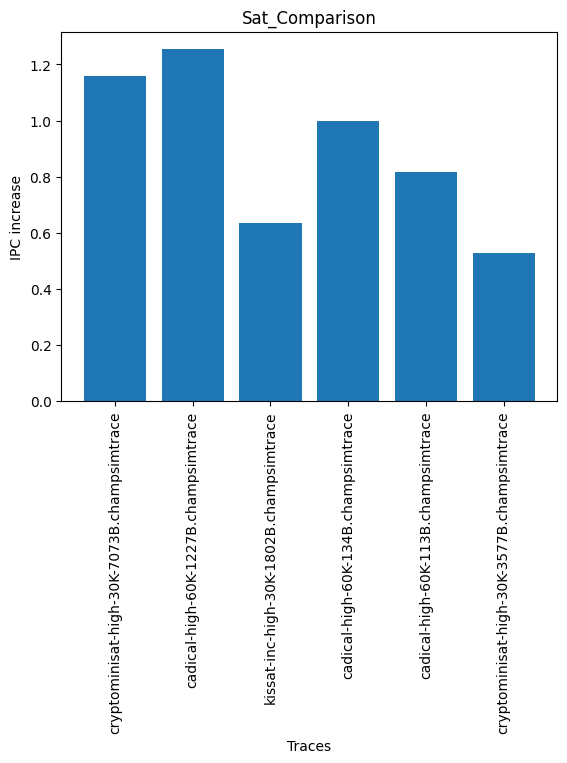 Sat_Comparison
IPC increase
1.2
1.0
0.8
0.6
0.4
0.2
0.0
cryptominisat-high-30K-7073B.champsimtrace
cadical-high-60K-1227B.champsimtrace
kissat-inc-high-30K-1802B.champsimtrace
cadical-high-60K-134B.champsimtrace
cadical-high-60K-113B.champsimtrace
cryptominisat-high-30K-3577B.champsimtrace
Traces